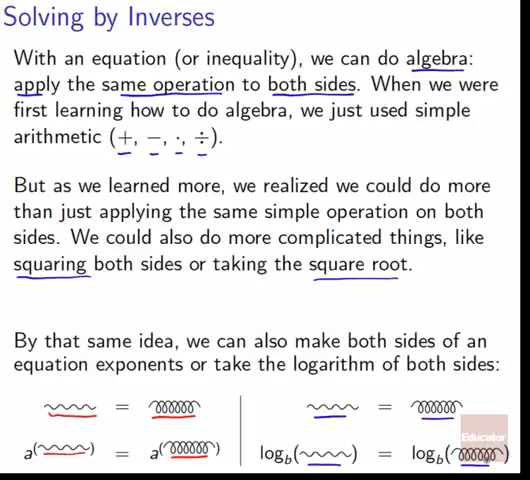 Solving by Inverses
With an equation (or inequality), we can do algebra:
apply the same operation to both sides. When we were
first learning how to do algebra, we just used simple
arithmetic (+, −, ·, ÷).
But as we learned more, we realized we could do more
than just applying the same simple operation on both
sides. We could also do more complicated things, like
squaring both sides or taking the square root.
By that same idea, we can also make both sides of an
equation exponents or take the logarithm of both sides:
= =
a( ) = a( ) log_b( ) = log_b( )
Educator